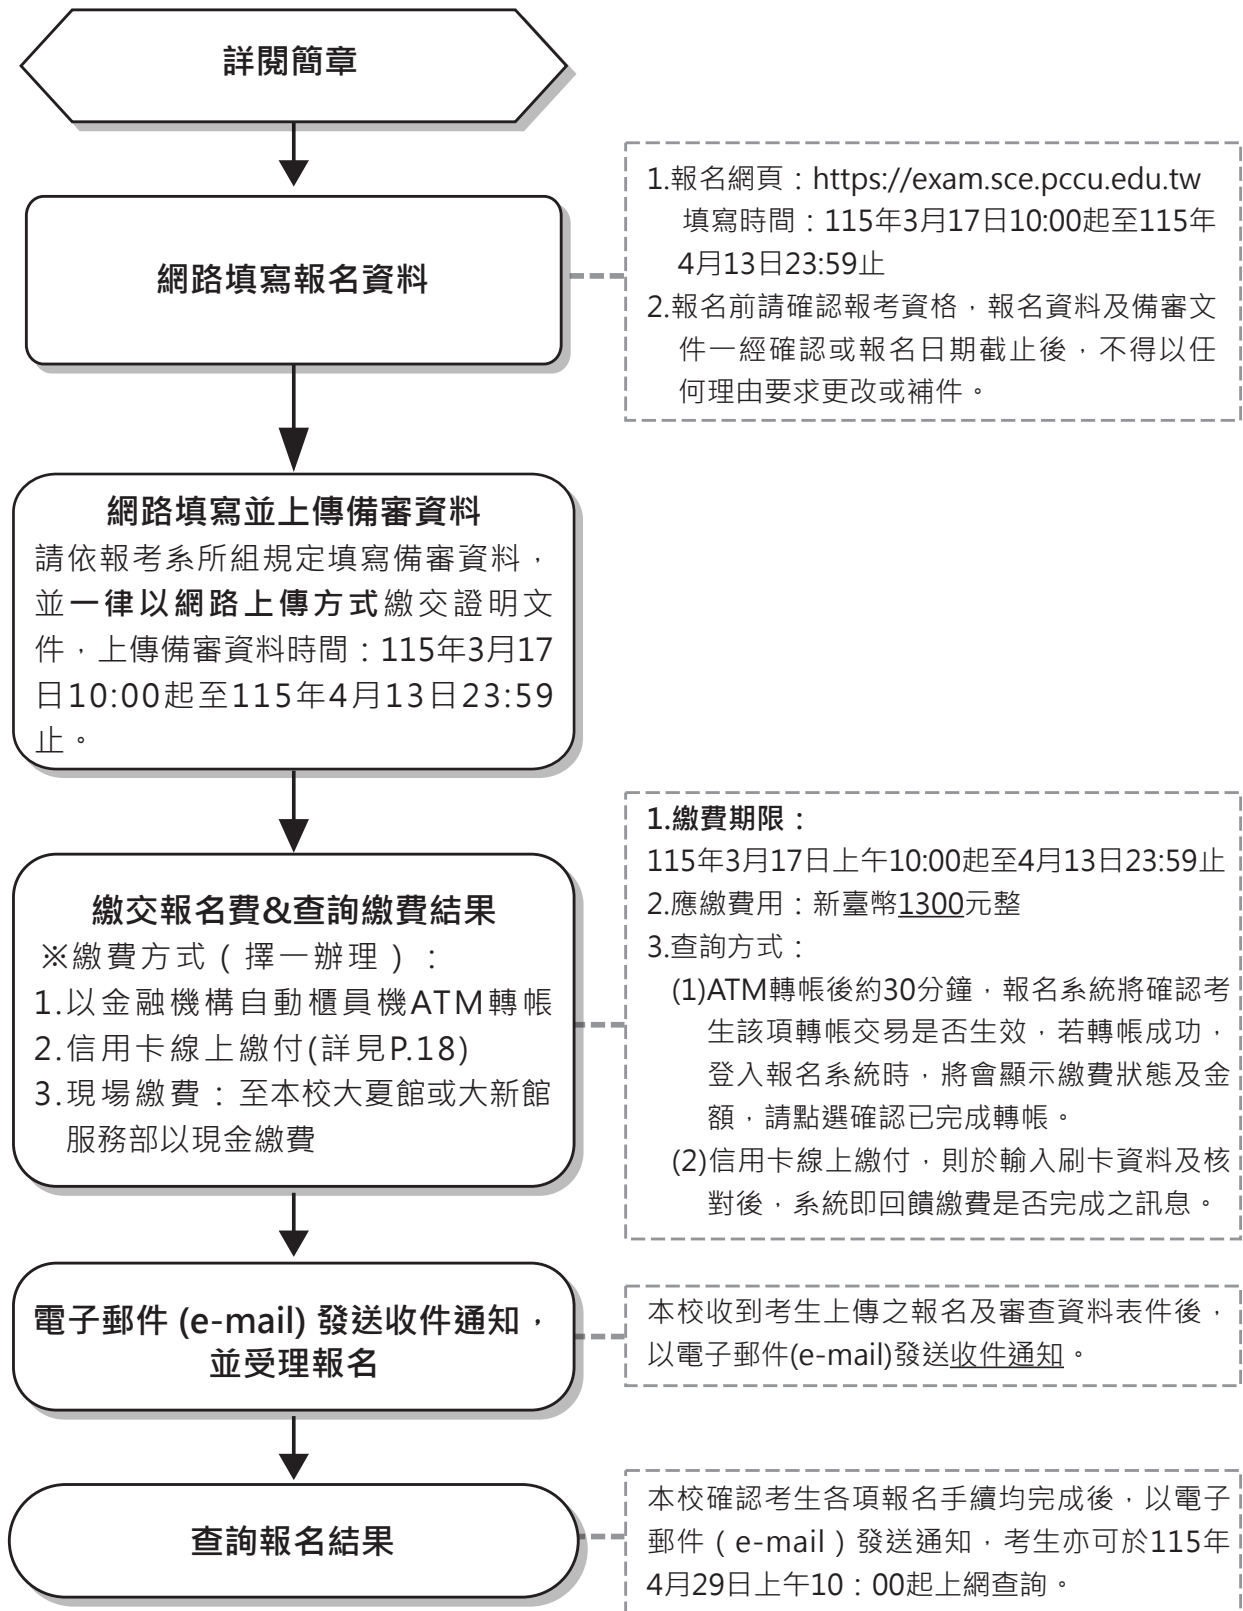 詳閱簡章
網路填寫報名資料
1.報名網頁：https://exam.sce.pccu.edu.tw
填寫時間：115年3月17日10:00起至115年
4月13日23:59止
2.報名前請確認報考資格，報名資料及備審文
件一經確認或報名日期截止後，不得以任
何理由要求更改或補件。
網路填寫並上傳備審資料
請依報考系所組規定填寫備審資料，
並一律以網路上傳方式繳交證明文
件，上傳備審資料時間：115年3月17
日10:00起至115年4月13日23:59
止。
繳交報名費&查詢繳費結果
※繳費方式（擇一辦理）：
1.以金融機構自動櫃員機ATM轉帳
2.信用卡線上繳付(詳見P.18)
3.現場繳費：至本校大夏館或大新館
服務部以現金繳費
1.繳費期限：
115年3月17日上午10:00起至4月13日23:59止
2.應繳費用：新臺幣1300元整
3.查詢方式：
(1)ATM轉帳後約30分鐘，報名系統將確認考
生該項轉帳交易是否生效，若轉帳成功，
登入報名系統時，將會顯示繳費狀態及金
額，請點選確認已完成轉帳。
(2)信用卡線上繳付，則於輸入刷卡資料及核
對後，系統即回饋繳費是否完成之訊息。
電子郵件 (e-mail) 發送收件通知，
並受理報名
本校收到考生上傳之報名及審查資料表件後，
以電子郵件(e-mail)發送收件通知。
查詢報名結果
本校確認考生各項報名手續均完成後，以電子
郵件（e-mail）發送通知，考生亦可於115年
4月29日上午10：00起上網查詢。